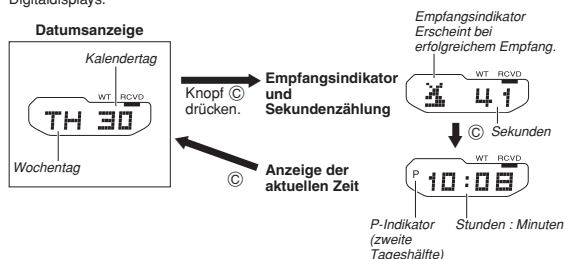 Digitaldisplays.
Datumsanzeige
Kalendertag
WT RCVD
TH 30
Wochentag
Knopf Ⓒ
drücken.
Empfangsindikator
und
Sekundenzählung
Empfangsindikator
Erscheint bei
erfolgreichem Empfang.
WT RCVD
41
Ⓒ Sekunden
Ⓒ
Anzeige der
aktuellen Zeit
WT RCVD
P 10:08
P-Indikator
(zweite
Tageshälfte)
Stunden : Minuten